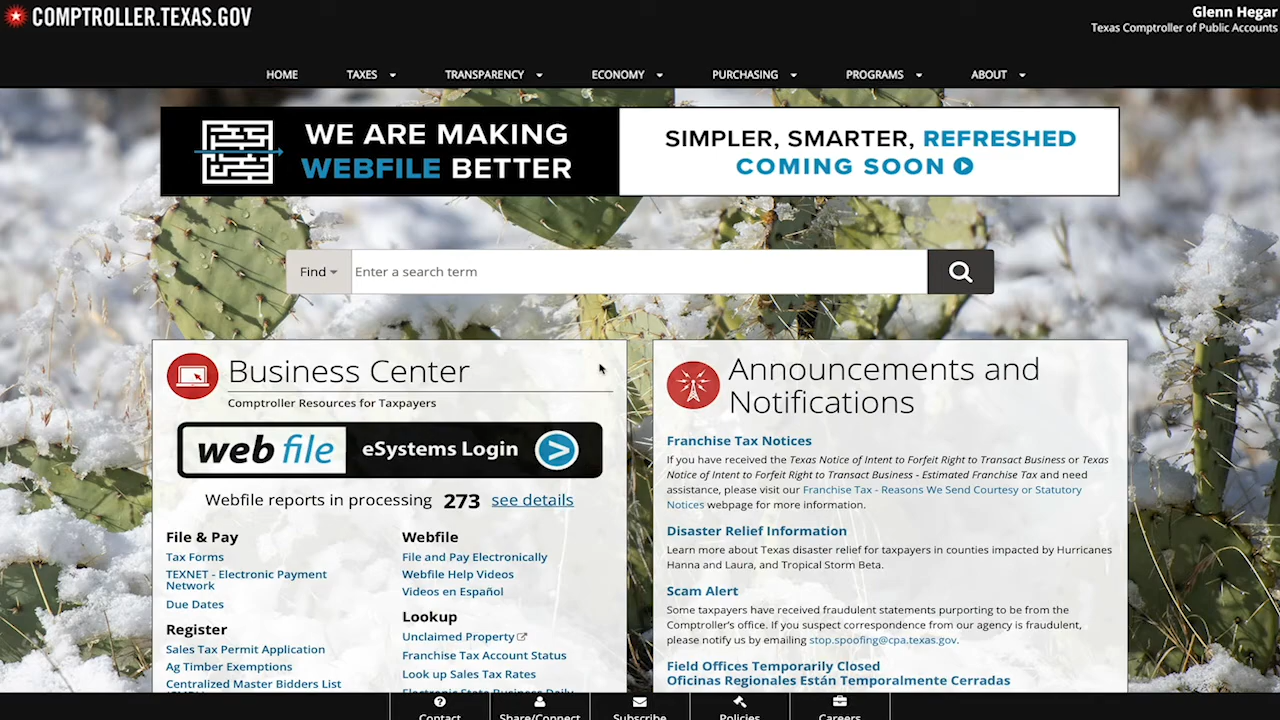 COMPTROLLER.TEXAS.GOV
Glenn Hegar
Texas Comptroller of Public Accounts
HOME TAXES TRANSPARENCY ECONOMY PURCHASING PROGRAMS ABOUT
WE ARE MAKING
WEBFILE BETTER
SIMPLER, SMARTER, REFRESHED
COMING SOON
Find
Enter a search term
Business Center
Comptroller Resources for Taxpayers
web file eSystems Login
Webfile reports in processing 273 see details
File & Pay
Tax Forms
TEXNET - Electronic Payment
Network
Due Dates
Register
Sales Tax Permit Application
Ag Timber Exemptions
Centralized Master Bidders List
Webfile
File and Pay Electronically
Webfile Help Videos
Videos en Español
Lookup
Unclaimed Property
Franchise Tax Account Status
Look up Sales Tax Rates
Electronic State Business Daily
Announcements and
Notifications
Franchise Tax Notices
If you have received the Texas Notice of Intent to Forfeit Right to Transact Business or Texas
Notice of Intent to Forfeit Right to Transact Business - Estimated Franchise Tax and need
assistance, please visit our Franchise Tax - Reasons We Send Courtesy or Statutory
Notices webpage for more information.
Disaster Relief Information
Learn more about Texas disaster relief for taxpayers in counties impacted by Hurricanes
Hanna and Laura, and Tropical Storm Beta.
Scam Alert
Some taxpayers have received fraudulent statements purporting to be from the
Comptroller's office. If you suspect correspondence from our agency is fraudulent,
please notify us by emailing stop.spoofing@cpa.texas.gov.
Field Offices Temporarily Closed
Oficinas Regionales Están Temporalmente Cerradas
Contact Share/Connect Subscribe Policies Careers